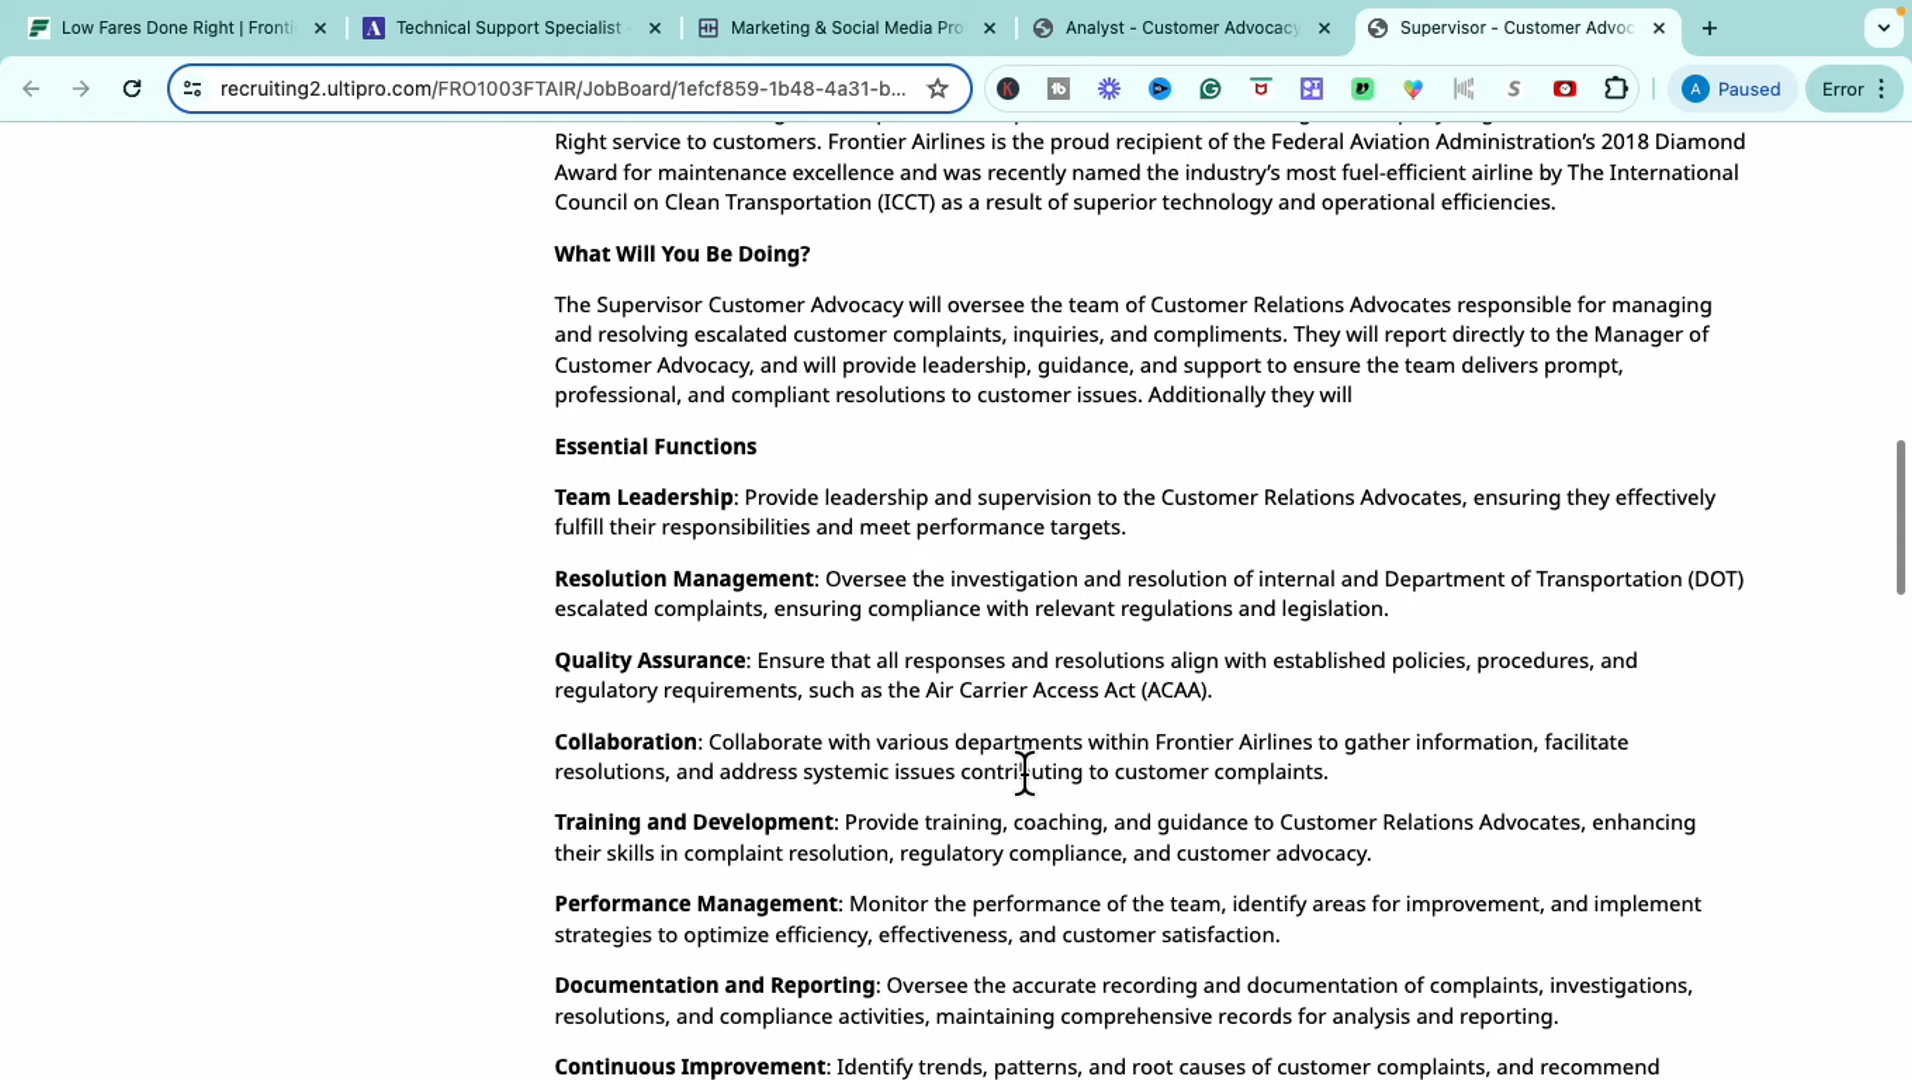 Low Fares Done Right | Fronti
Technical Support Specialist -
Marketing & Social Media Pro
Analyst - Customer Advocacy
Supervisor - Customer Advoc
recruiting2.ultipro.com/FRO1003FTAIR/JobBoard/1efcf859-1b48-4a31-b...
A Paused
Error
Right service to customers. Frontier Airlines is the proud recipient of the Federal Aviation Administration’s 2018 Diamond
Award for maintenance excellence and was recently named the industry’s most fuel-efficient airline by The International
Council on Clean Transportation (ICCT) as a result of superior technology and operational efficiencies.
What Will You Be Doing?
The Supervisor Customer Advocacy will oversee the team of Customer Relations Advocates responsible for managing
and resolving escalated customer complaints, inquiries, and compliments. They will report directly to the Manager of
Customer Advocacy, and will provide leadership, guidance, and support to ensure the team delivers prompt,
professional, and compliant resolutions to customer issues. Additionally they will
Essential Functions
Team Leadership: Provide leadership and supervision to the Customer Relations Advocates, ensuring they effectively
fulfill their responsibilities and meet performance targets.
Resolution Management: Oversee the investigation and resolution of internal and Department of Transportation (DOT)
escalated complaints, ensuring compliance with relevant regulations and legislation.
Quality Assurance: Ensure that all responses and resolutions align with established policies, procedures, and
regulatory requirements, such as the Air Carrier Access Act (ACAA).
Collaboration: Collaborate with various departments within Frontier Airlines to gather information, facilitate
resolutions, and address systemic issues contributing to customer complaints.
Training and Development: Provide training, coaching, and guidance to Customer Relations Advocates, enhancing
their skills in complaint resolution, regulatory compliance, and customer advocacy.
Performance Management: Monitor the performance of the team, identify areas for improvement, and implement
strategies to optimize efficiency, effectiveness, and customer satisfaction.
Documentation and Reporting: Oversee the accurate recording and documentation of complaints, investigations,
resolutions, and compliance activities, maintaining comprehensive records for analysis and reporting.
Continuous Improvement: Identify trends, patterns, and root causes of customer complaints, and recommend